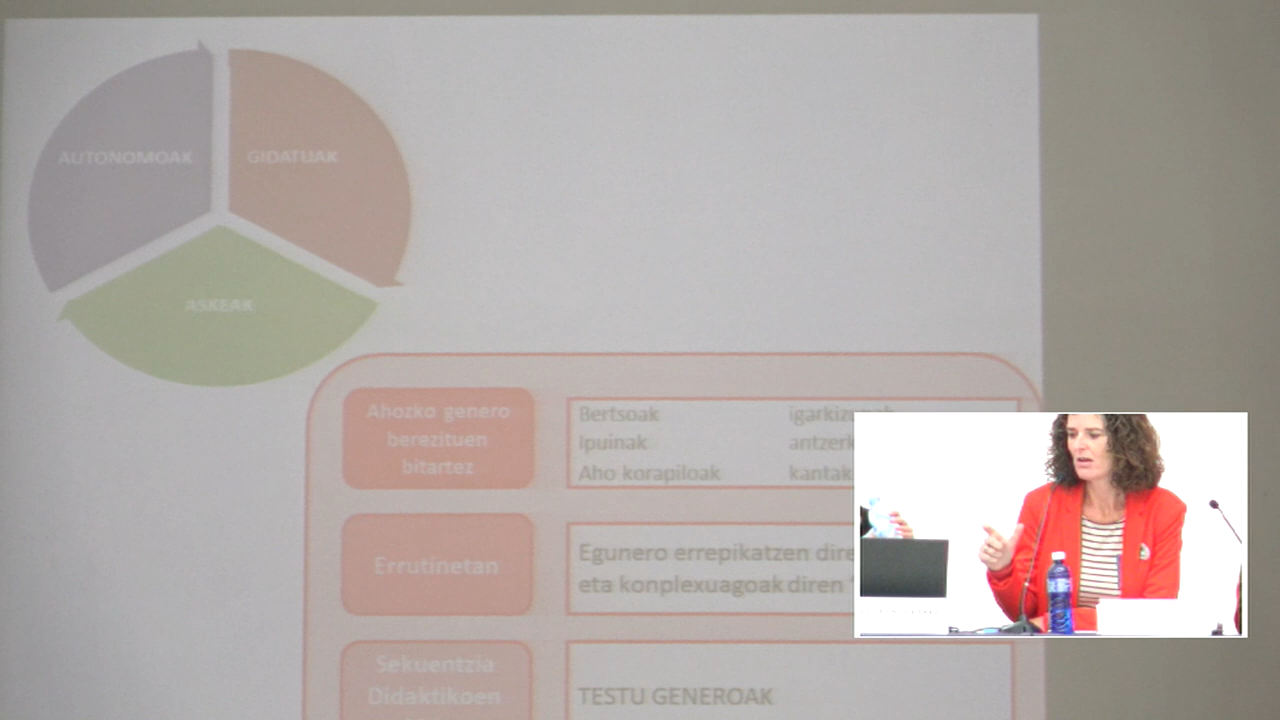 AUTONOMOAK
GIDATUAK
ASKEAK
Ahozko genero
berezituen
bitartez
Bertsoak
Ipuinak
antzerk
Aho korapiloak
kantak
Errutinetan
Egunero errepikatzen dire
eta konplexuagoak diren
Sekuentzia
Didaktikoen
TESTU GENEROAK